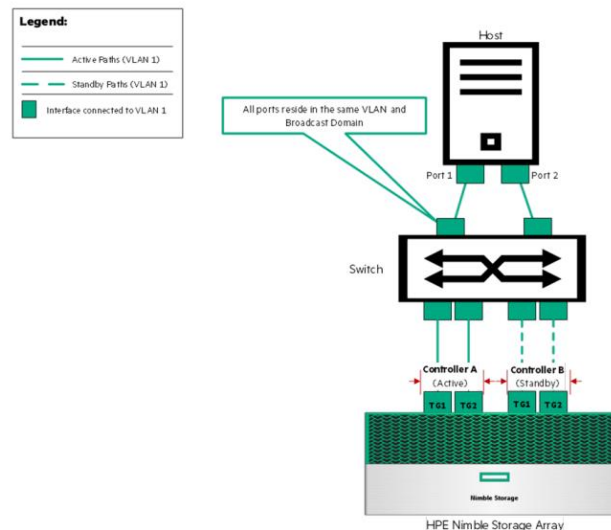 Legend:
Active Paths (VLAN 1)
Standby Paths (VLAN 1)
Interface connected to VLAN 1
Host
All ports reside in the same VLAN and
Broadcast Domain
Port 1
Port 2
Switch
Controller A
(Active)
Controller B
(Standby)
TG1
TG2
TG1
TG2
Nimble Storage
HPE Nimble Storage Array